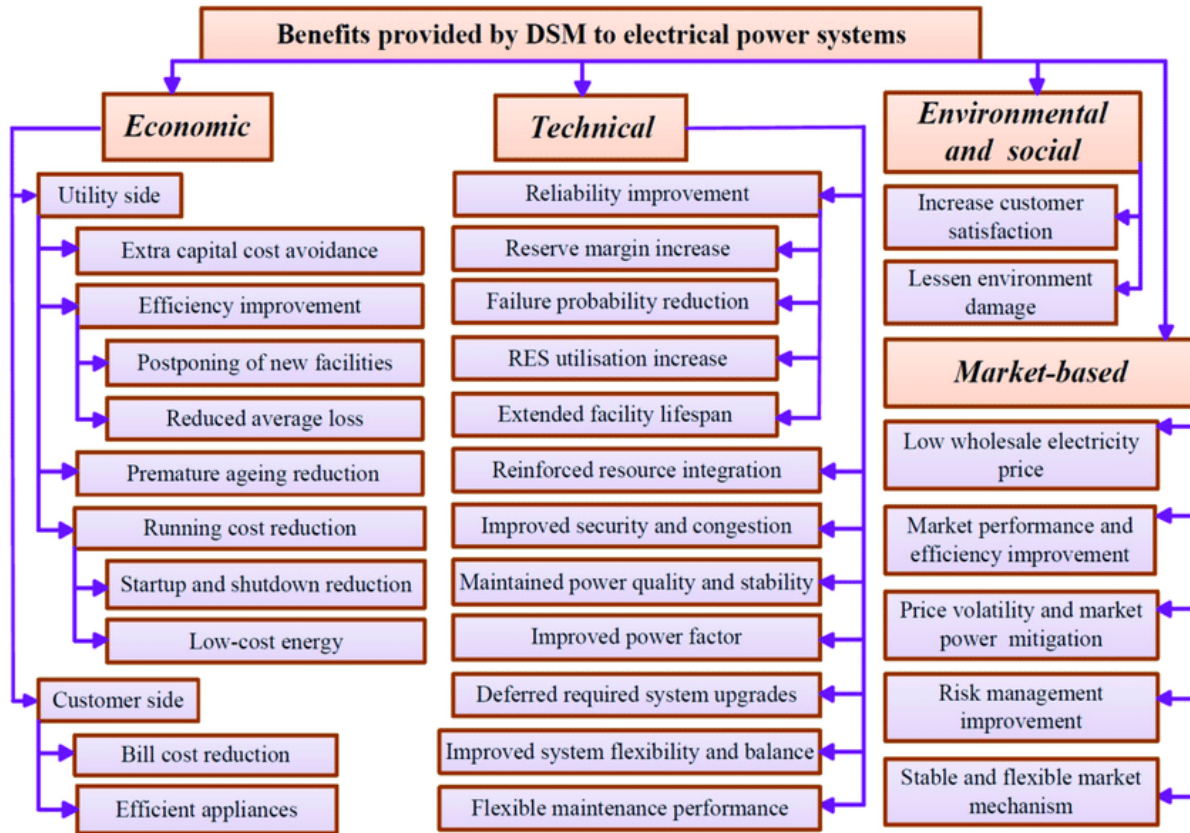 Benefits provided by DSM to electrical power systems
Economic
Utility side
Extra capital cost avoidance
Efficiency improvement
Postponing of new facilities
Reduced average loss
Premature ageing reduction
Running cost reduction
Startup and shutdown reduction
Low-cost energy
Customer side
Bill cost reduction
Efficient appliances
Technical
Reliability improvement
Reserve margin increase
Failure probability reduction
RES utilisation increase
Extended facility lifespan
Reinforced resource integration
Improved security and congestion
Maintained power quality and stability
Improved power factor
Deferred required system upgrades
Improved system flexibility and balance
Flexible maintenance performance
Environmental
and social
Increase customer
satisfaction
Lessen environment
damage
Market-based
Low wholesale electricity
price
Market performance and
efficiency improvement
Price volatility and market
power mitigation
Risk management
improvement
Stable and flexible market
mechanism